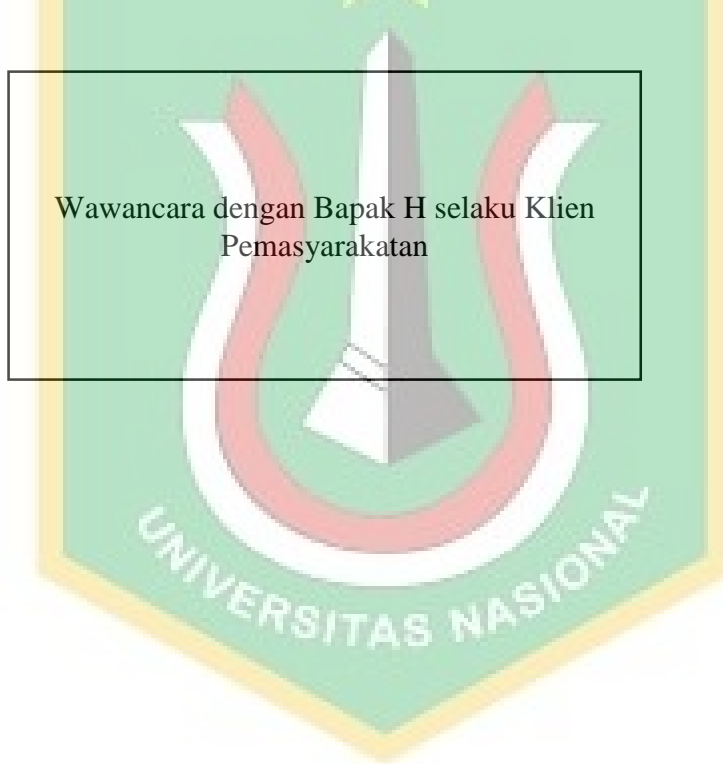 Wawancara dengan Bapak H selaku Klien
Pemasyarakatan
UNIVERSITAS NASIONAL